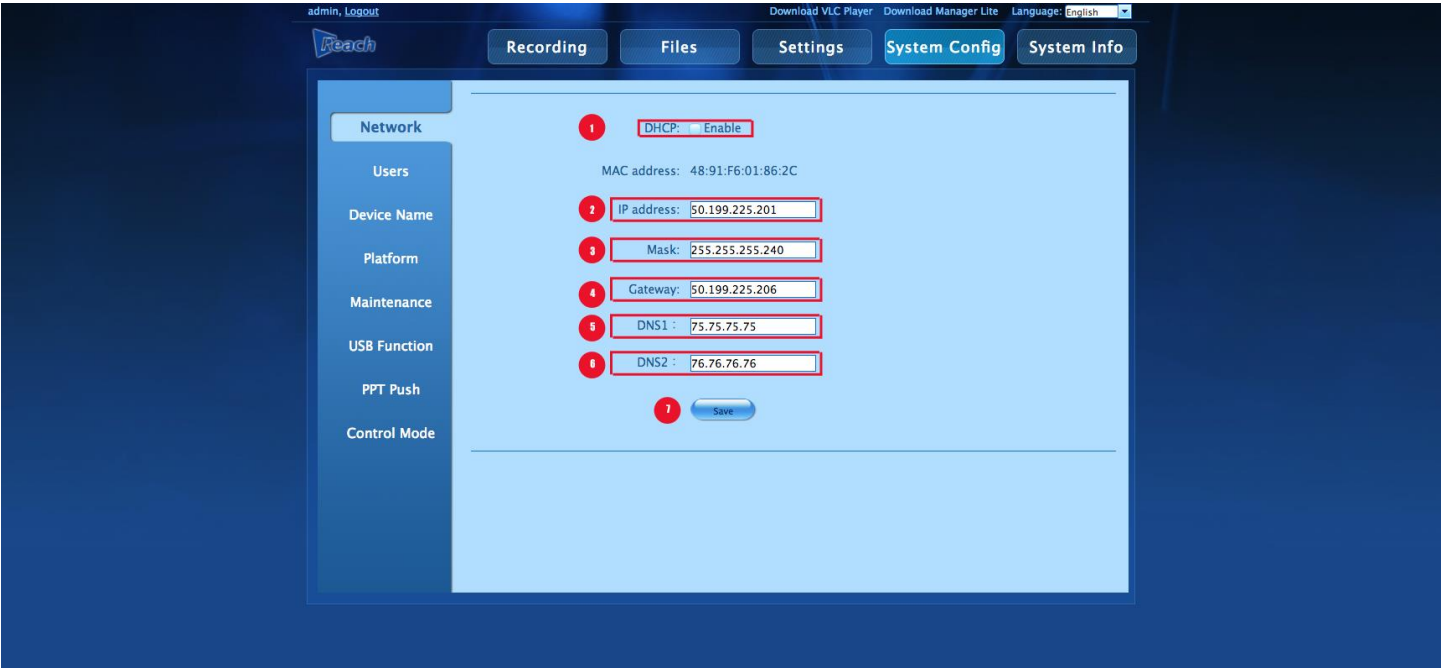 admin, Logout Download VLC Player Download Manager Lite Language: English
Reach Recording Files Settings System Config System Info
Network
Users
Device Name
Platform
Maintenance
USB Function
PPT Push
Control Mode
1 DHCP: Enable
MAC address: 48:91:F6:01:86:2C
2 IP address: 50.199.225.201
3 Mask: 255.255.255.240
4 Gateway: 50.199.225.206
5 DNS1 : 75.75.75.75
6 DNS2 : 76.76.76.76
7 Save